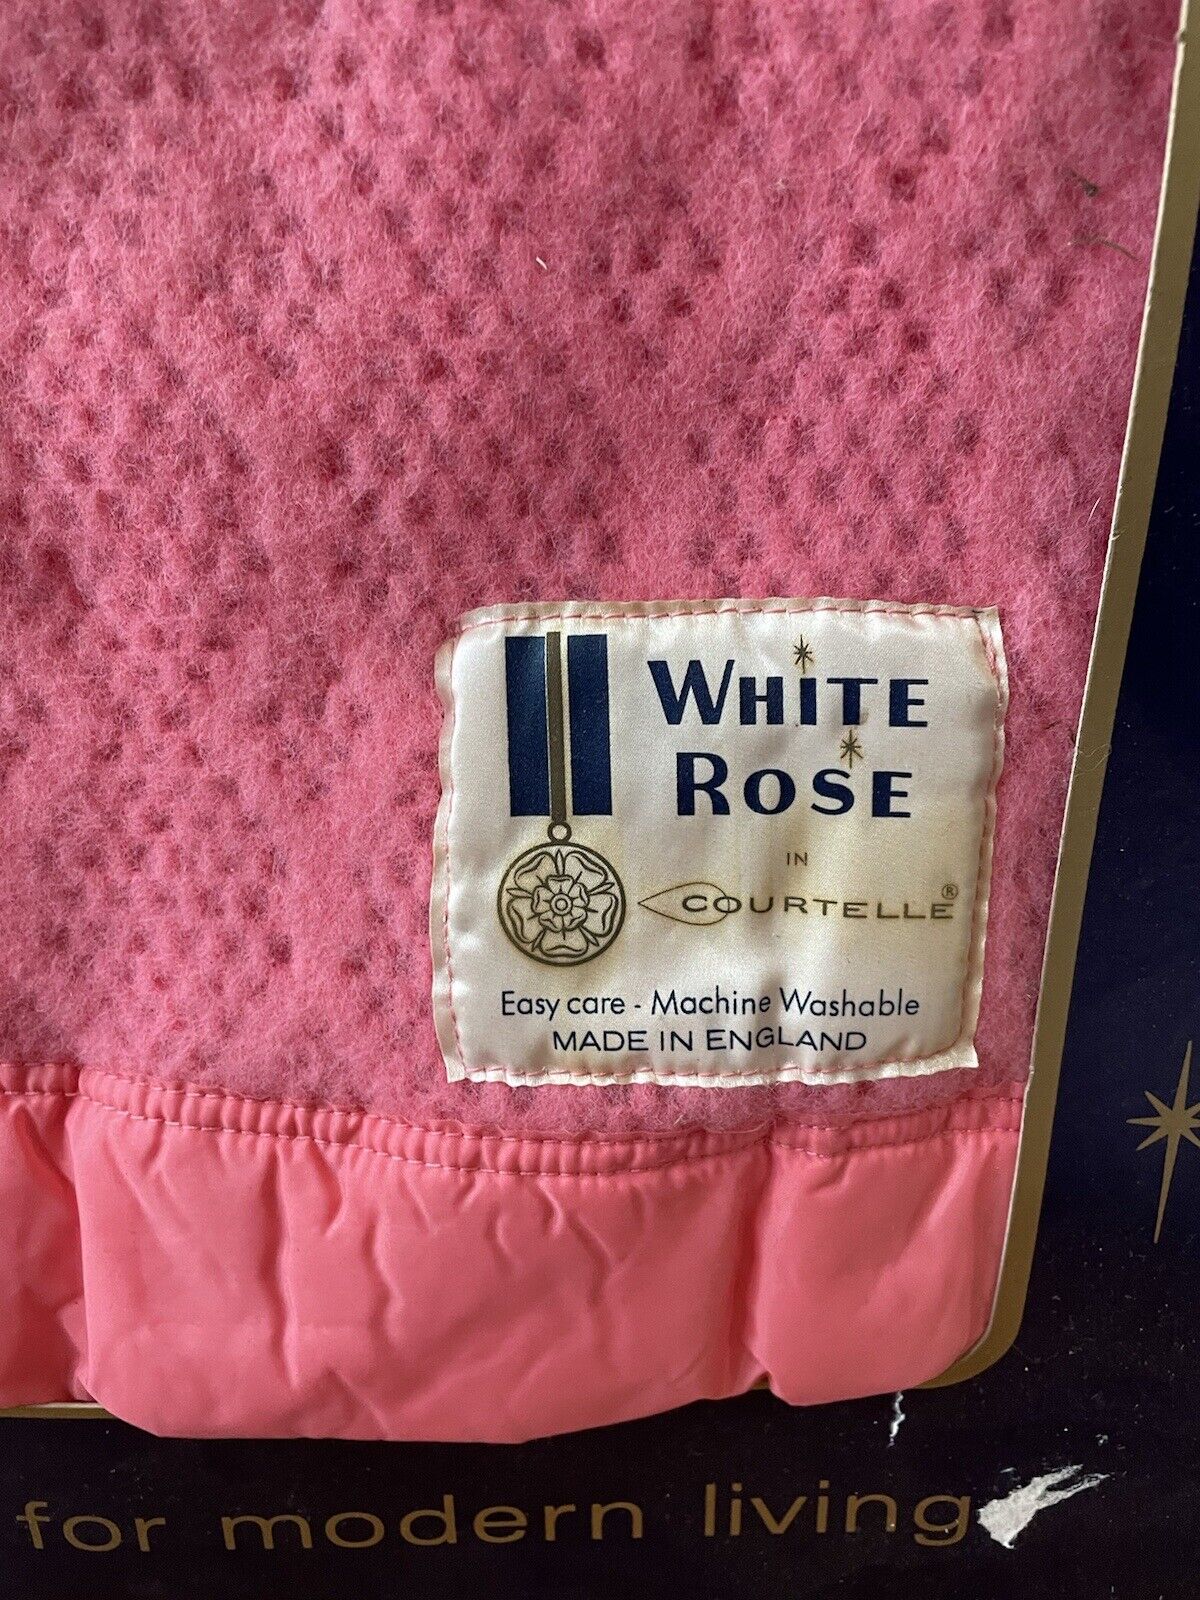 WHiTE
ROSE
IN
COURTELLE®
Easy care - Machine Washable
MADE IN ENGLAND
for modern living